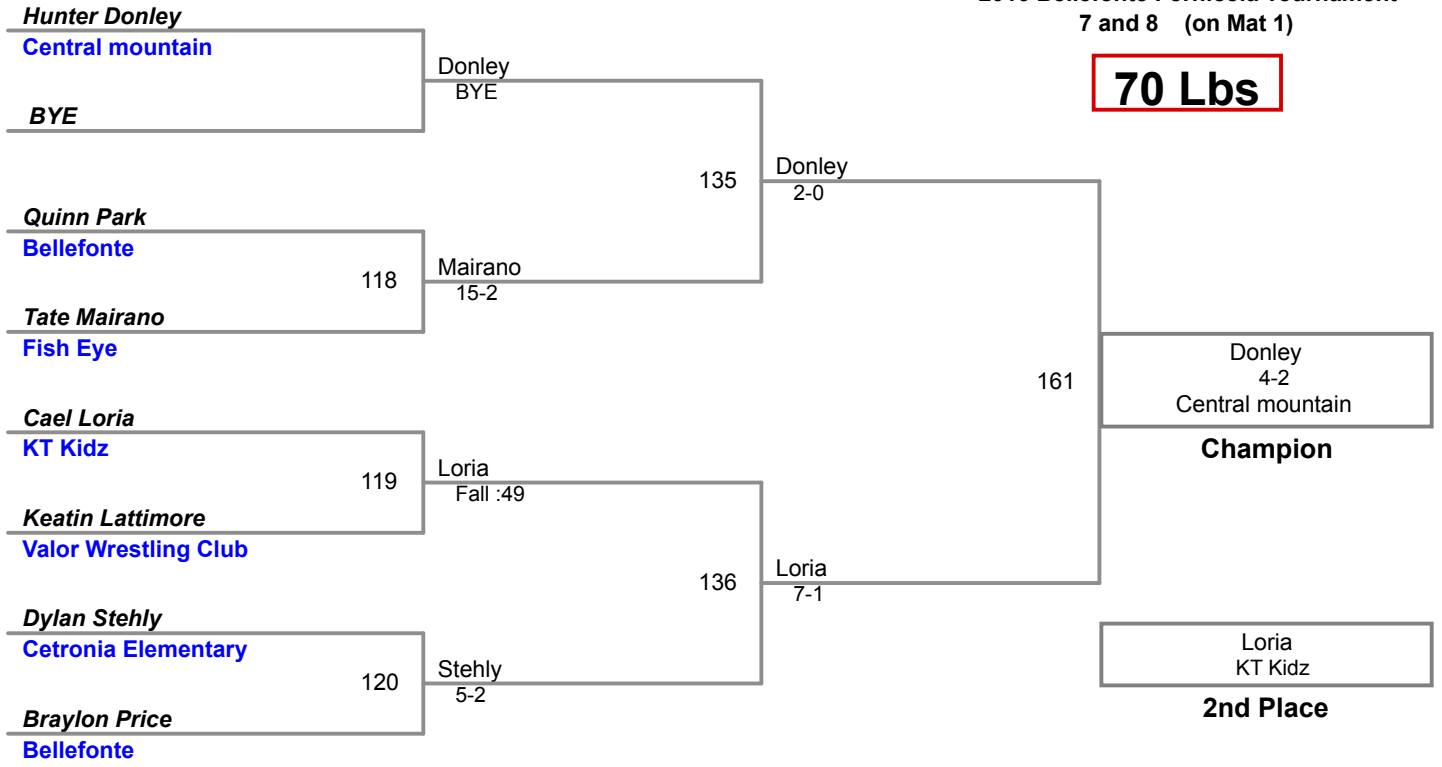 7 and 8 (on Mat 1)
70 Lbs
Hunter Donley
Central mountain
BYE
Donley
BYE
Quinn Park
Bellefonte
118
Tate Mairano
Fish Eye
Mairano
15-2
135
Donley
2-0
Cael Loria
KT Kidz
119
Keatin Lattimore
Valor Wrestling Club
Loria
Fall :49
Dylan Stehly
Cetronia Elementary
120
Braylon Price
Bellefonte
Stehly
5-2
136
Loria
7-1
161
Donley
4-2
Central mountain
Champion
Loria
KT Kidz
2nd Place